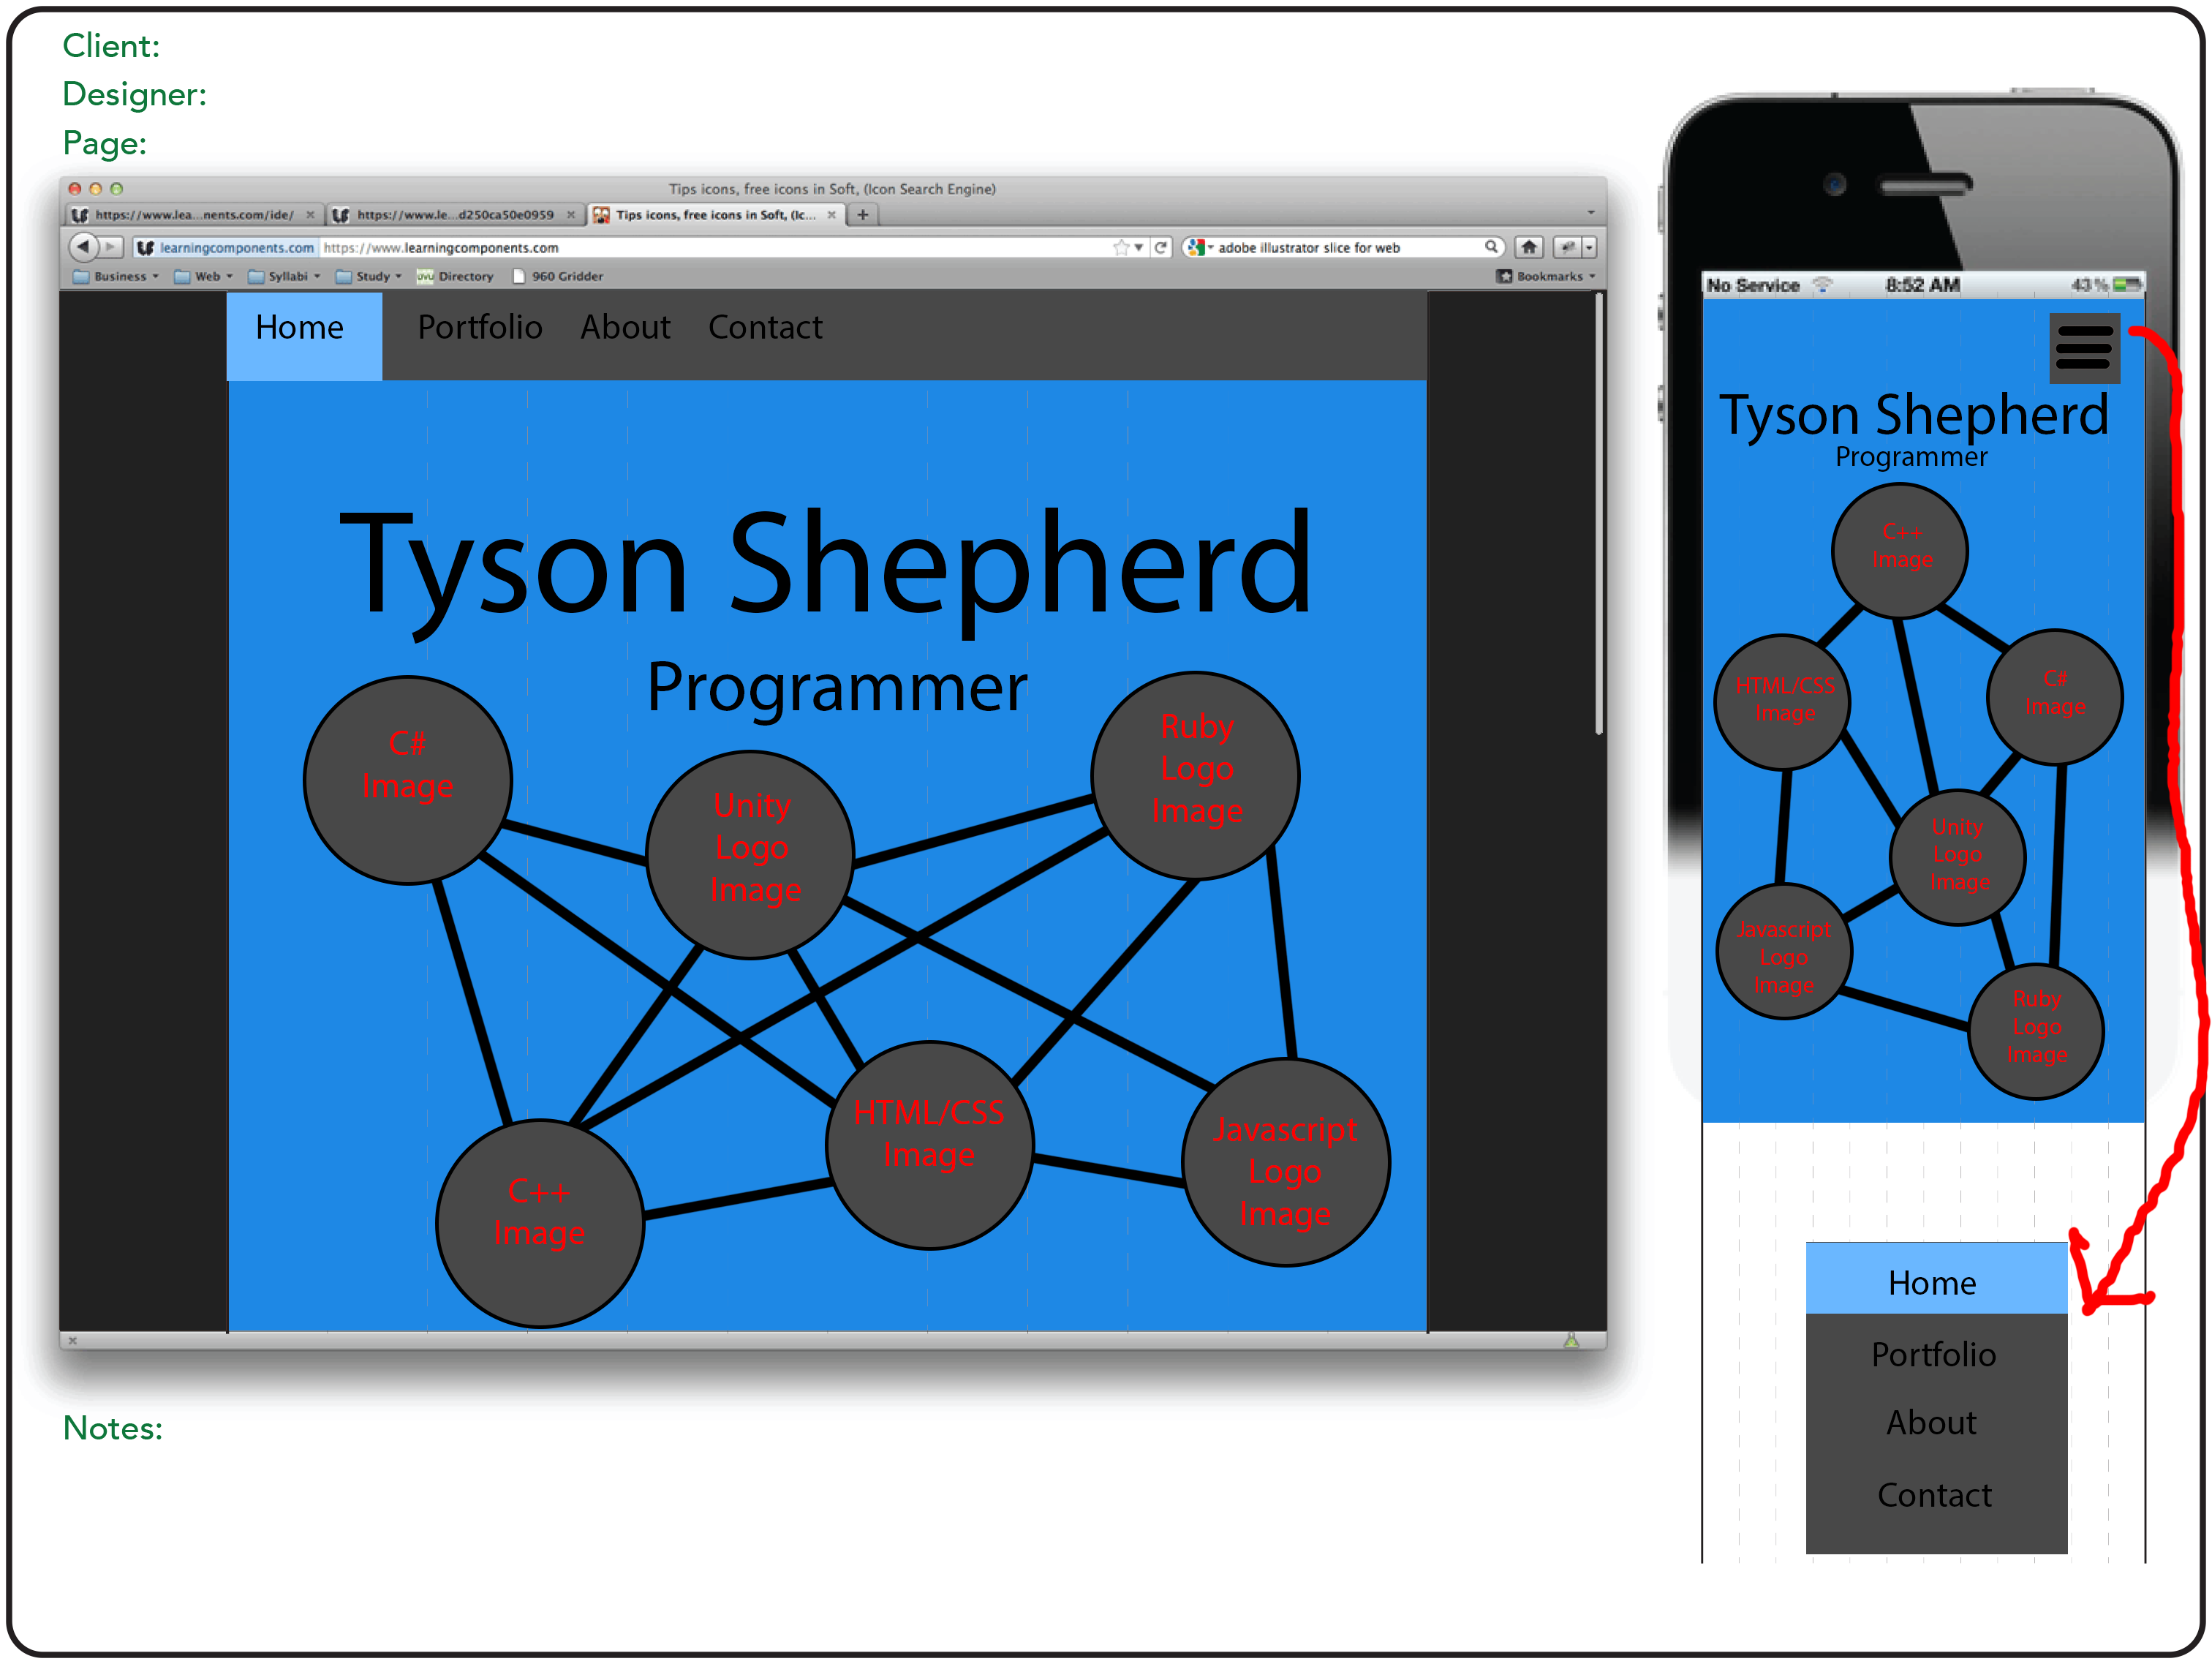 Client:
Designer:
Page:
Tips icons, free icons in Soft, (Icon Search Engine)
https://www.lea...nents.com/ide/
https://www.le...d250ca50e0959
Tips icons, free icons in Soft, (Ic...
learningcomponents.com https://www.learningcomponents.com
adobe illustrator slice for web
Business Web Syllabi Study UVU Directory 960 Gridder Bookmarks
Home Portfolio About Contact
Tyson Shepherd
Programmer
C#
Image
Unity
Logo
Image
Ruby
Logo
Image
C++
Image
HTML/CSS
Image
Javascript
Logo
Image
Notes:
No Service 8:52 AM 43%
Tyson Shepherd
Programmer
C++
Image
HTML/CSS
Image
C#
Image
Unity
Logo
Image
Javascript
Logo
Image
Ruby
Logo
Image
Home
Portfolio
About
Contact